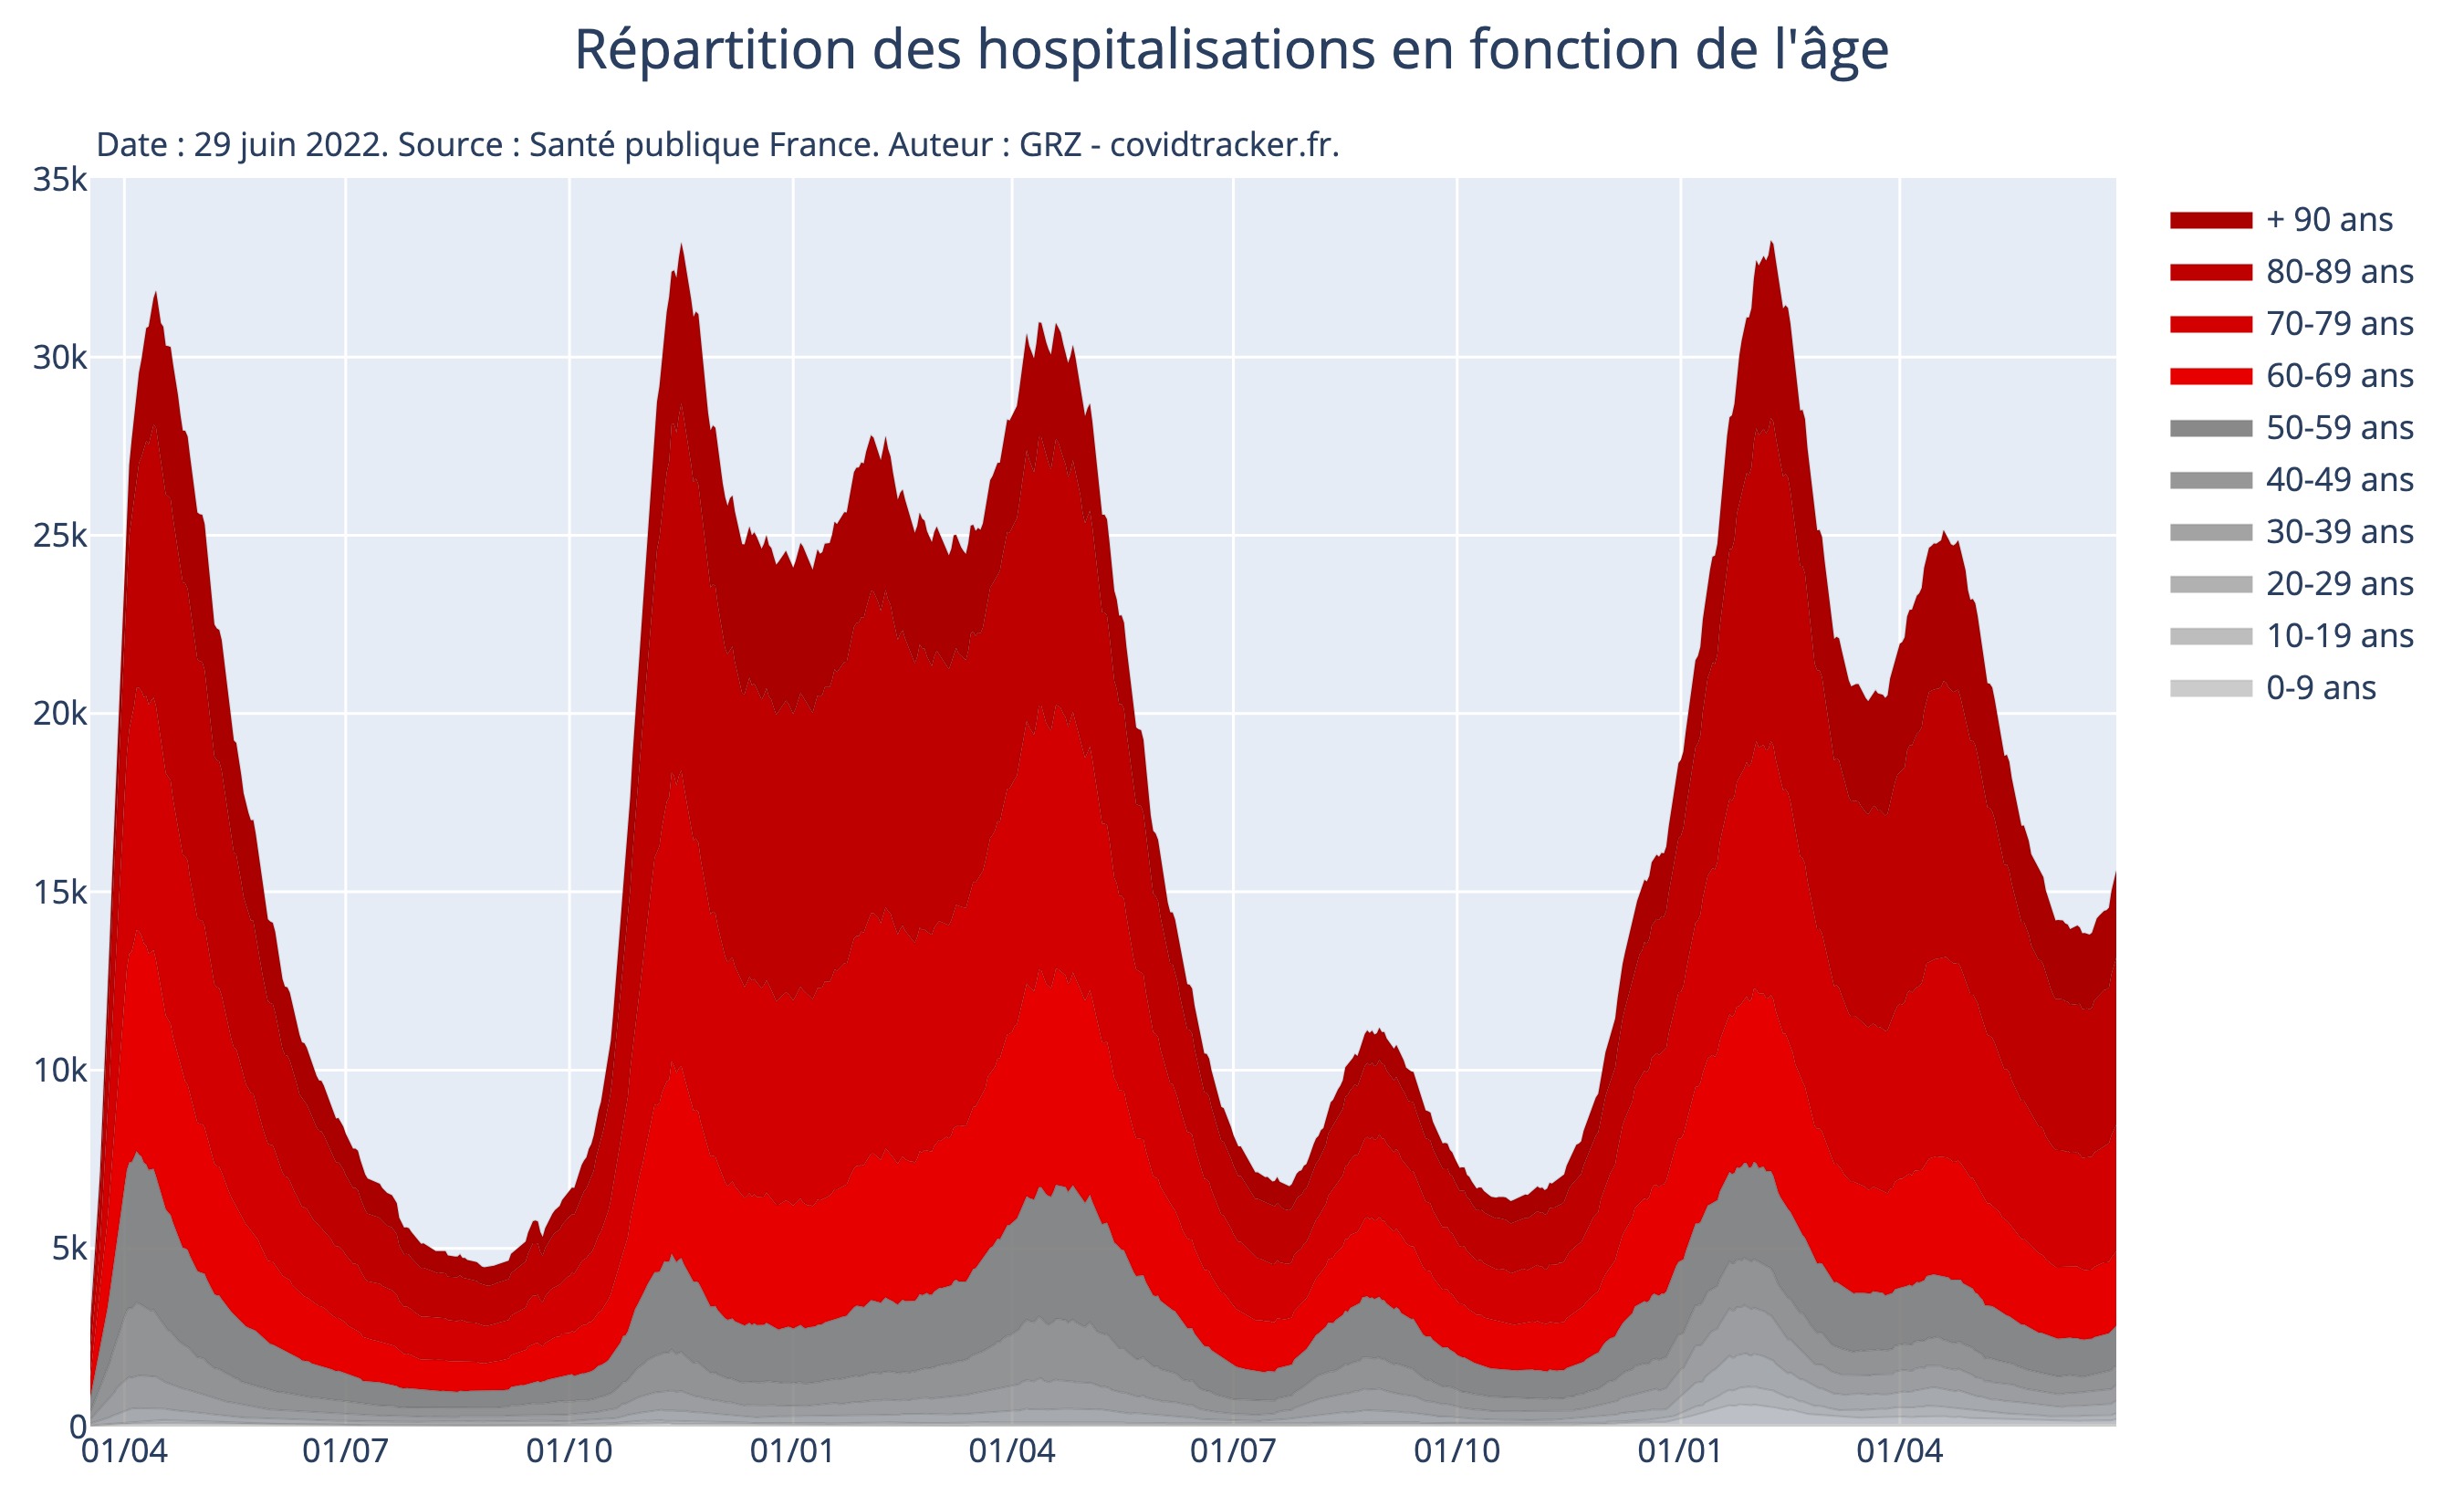 Répartition des hospitalisations en fonction de l'âge
Date : 29 juin 2022. Source : Santé publique France. Auteur : GRZ - covidtracker.fr.
35k
30k
25k
20k
15k
10k
5k
0
01/04 01/07 01/10 01/01 01/04 01/07 01/10 01/01 01/04
+ 90 ans
80-89 ans
70-79 ans
60-69 ans
50-59 ans
40-49 ans
30-39 ans
20-29 ans
10-19 ans
0-9 ans